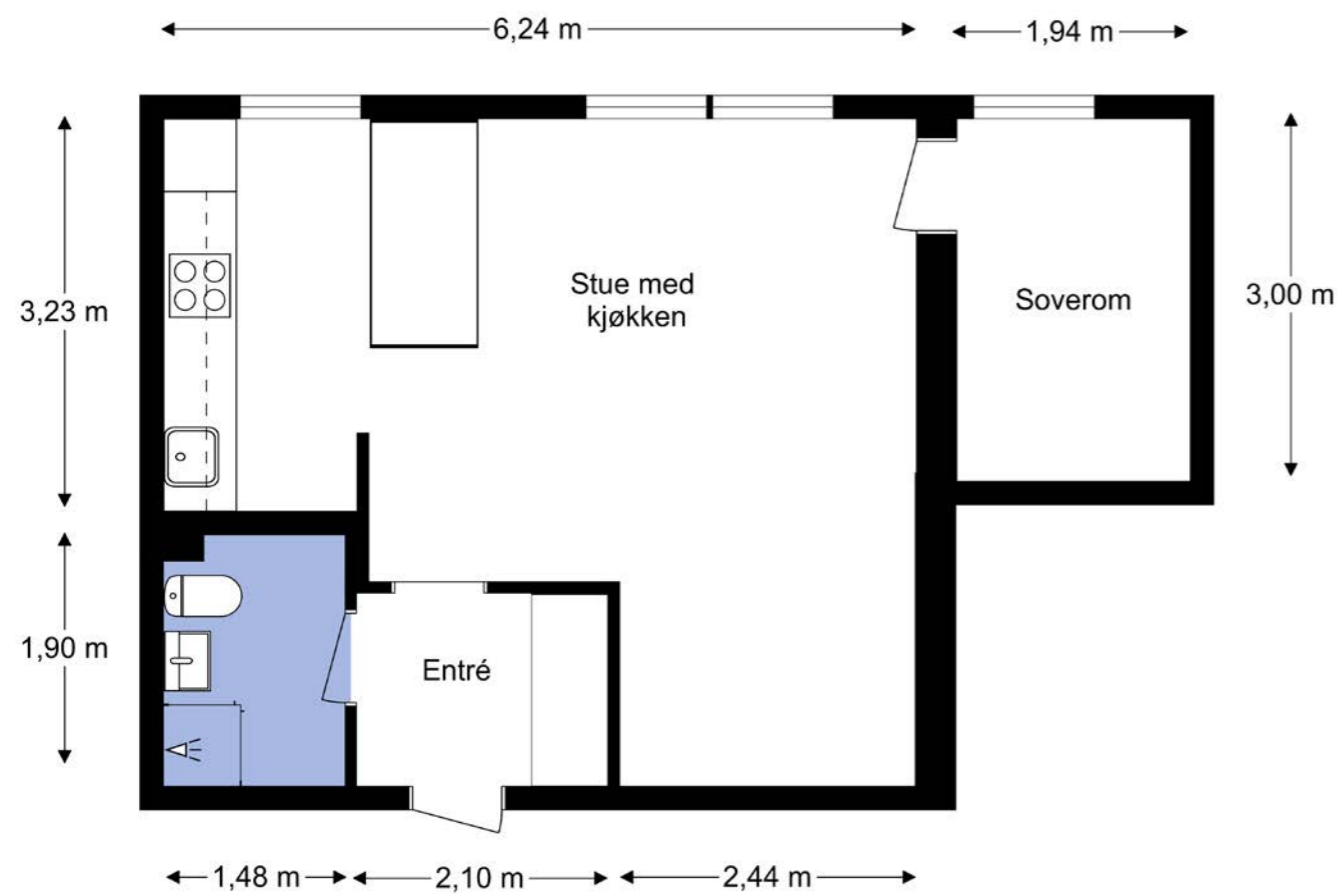 6,24 m
1,94 m
3,23 m
Stue med
kjøkken
Soverom
3,00 m
1,90 m
Entré
1,48 m
2,10 m
2,44 m